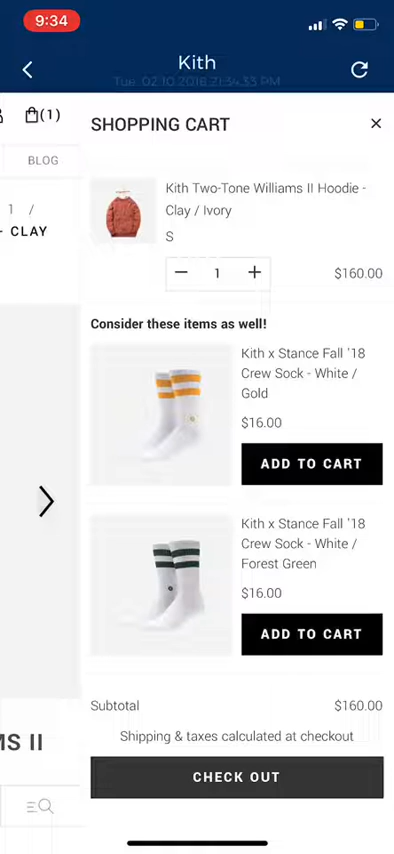 9:34
Kith
Tue. 02.10.2018 21:34.33 PM
(1)
SHOPPING CART
BLOG
Kith Two-Tone Williams II Hoodie -
Clay / Ivory
1 /
- CLAY
S
1
$160.00
Consider these items as well!
Kith x Stance Fall '18
Crew Sock - White /
Gold
$16.00
ADD TO CART
Kith x Stance Fall '18
Crew Sock - White /
Forest Green
$16.00
ADD TO CART
Subtotal
$160.00
MS II
Shipping & taxes calculated at checkout
CHECK OUT